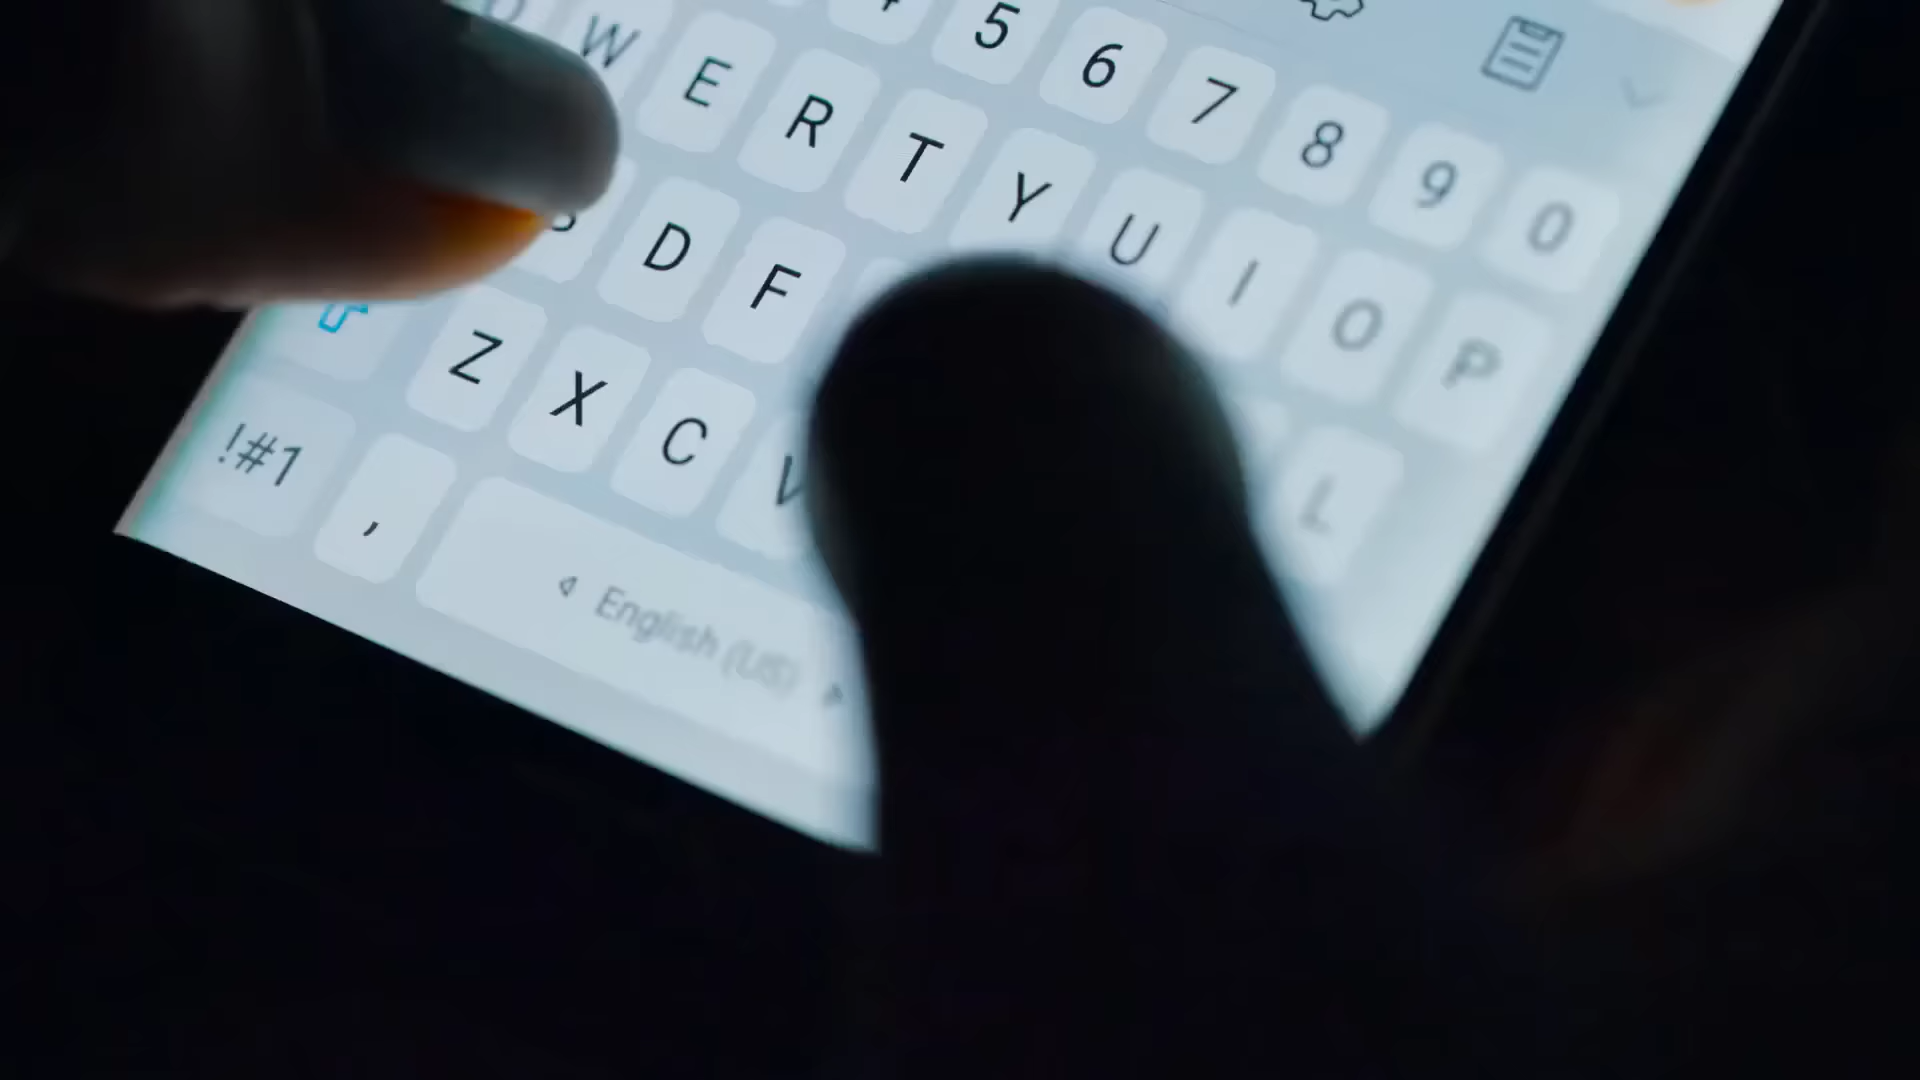 5 6 7 8 9 0
W E R T Y U I O P
D F L
Z X C V
!#1 , English (US)